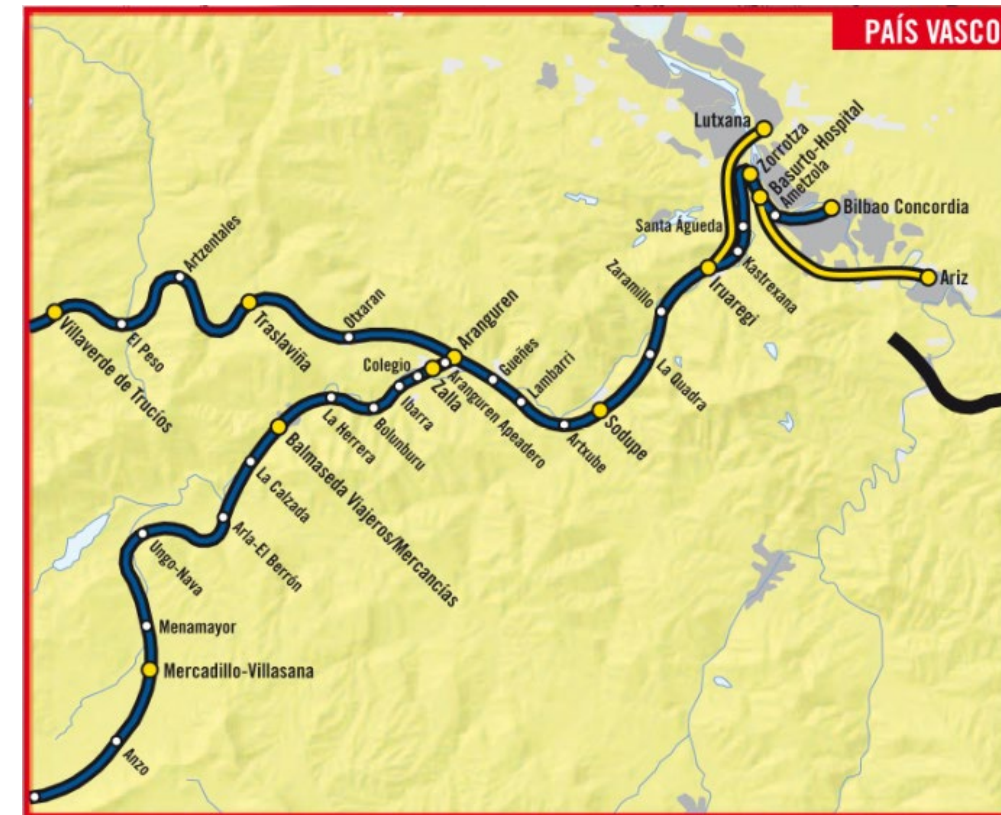 PAÍS VASCO
Lutxana
Zorrotza
Basurto-Hospital
Ametzola
Bilbao Concordia
Santa Águeda
Kastrexana
Ariz
Iruaregi
Zaramillo
La Quadra
Sodupe
Artxube
Lambarri
Gueñes
Aranguren
Aranguren Apeadero
Zalla
Colegio
Ibarra
Bolunburu
La Herrera
Balmaseda Viajeros/Mercancías
La Calzada
Arla-El Berrón
Ungo-Nava
Menamayor
Mercadillo-Villasana
Anzo
Otxaran
Traslaviña
Artzentales
El Peso
Villaverde de Trucíos